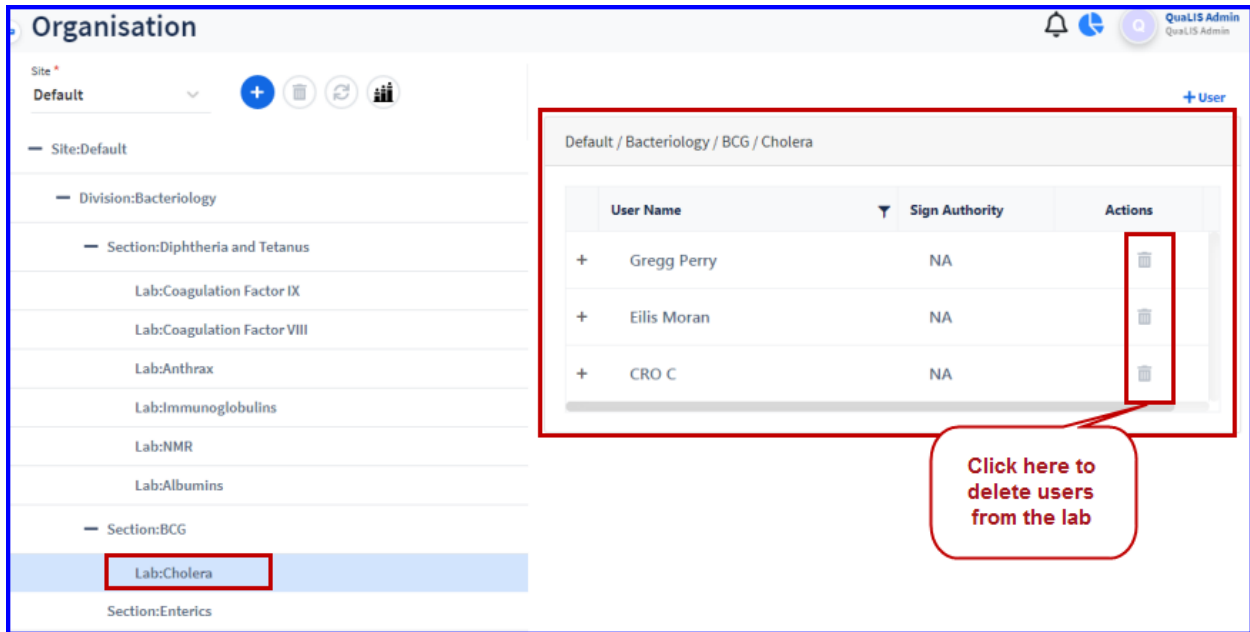 Organisation
Q
QuaLIS Admin
QuaLIS Admin
Site *
Default
+ User
Site:Default
Division:Bacteriology
Section:Diphtheria and Tetanus
Lab:Coagulation Factor IX
Lab:Coagulation Factor VIII
Lab:Anthrax
Lab:Immunoglobulins
Lab:NMR
Lab:Albumins
Section:BCG
Lab:Cholera
Section:Enterics
Default / Bacteriology / BCG / Cholera
User Name Sign Authority Actions
+ Gregg Perry NA
+ Eilis Moran NA
+ CRO C NA
Click here to
delete users
from the lab